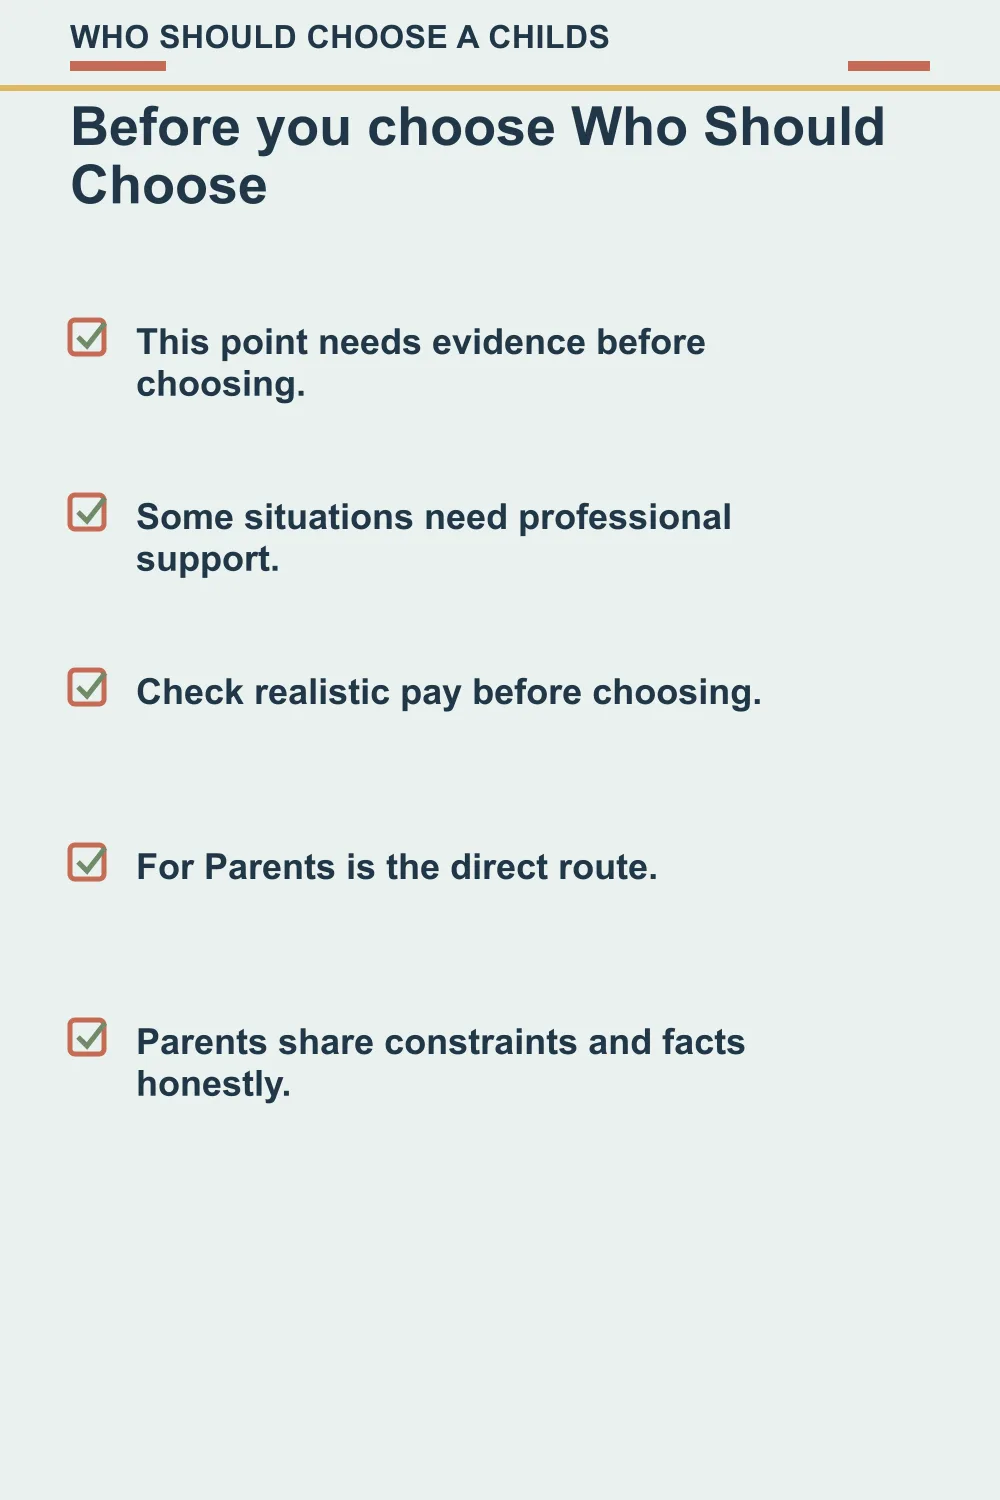 WHO SHOULD CHOOSE A CHILDS
Before you choose Who Should
Choose
This point needs evidence before
choosing.
Some situations need professional
support.
Check realistic pay before choosing.
For Parents is the direct route.
Parents share constraints and facts
honestly.